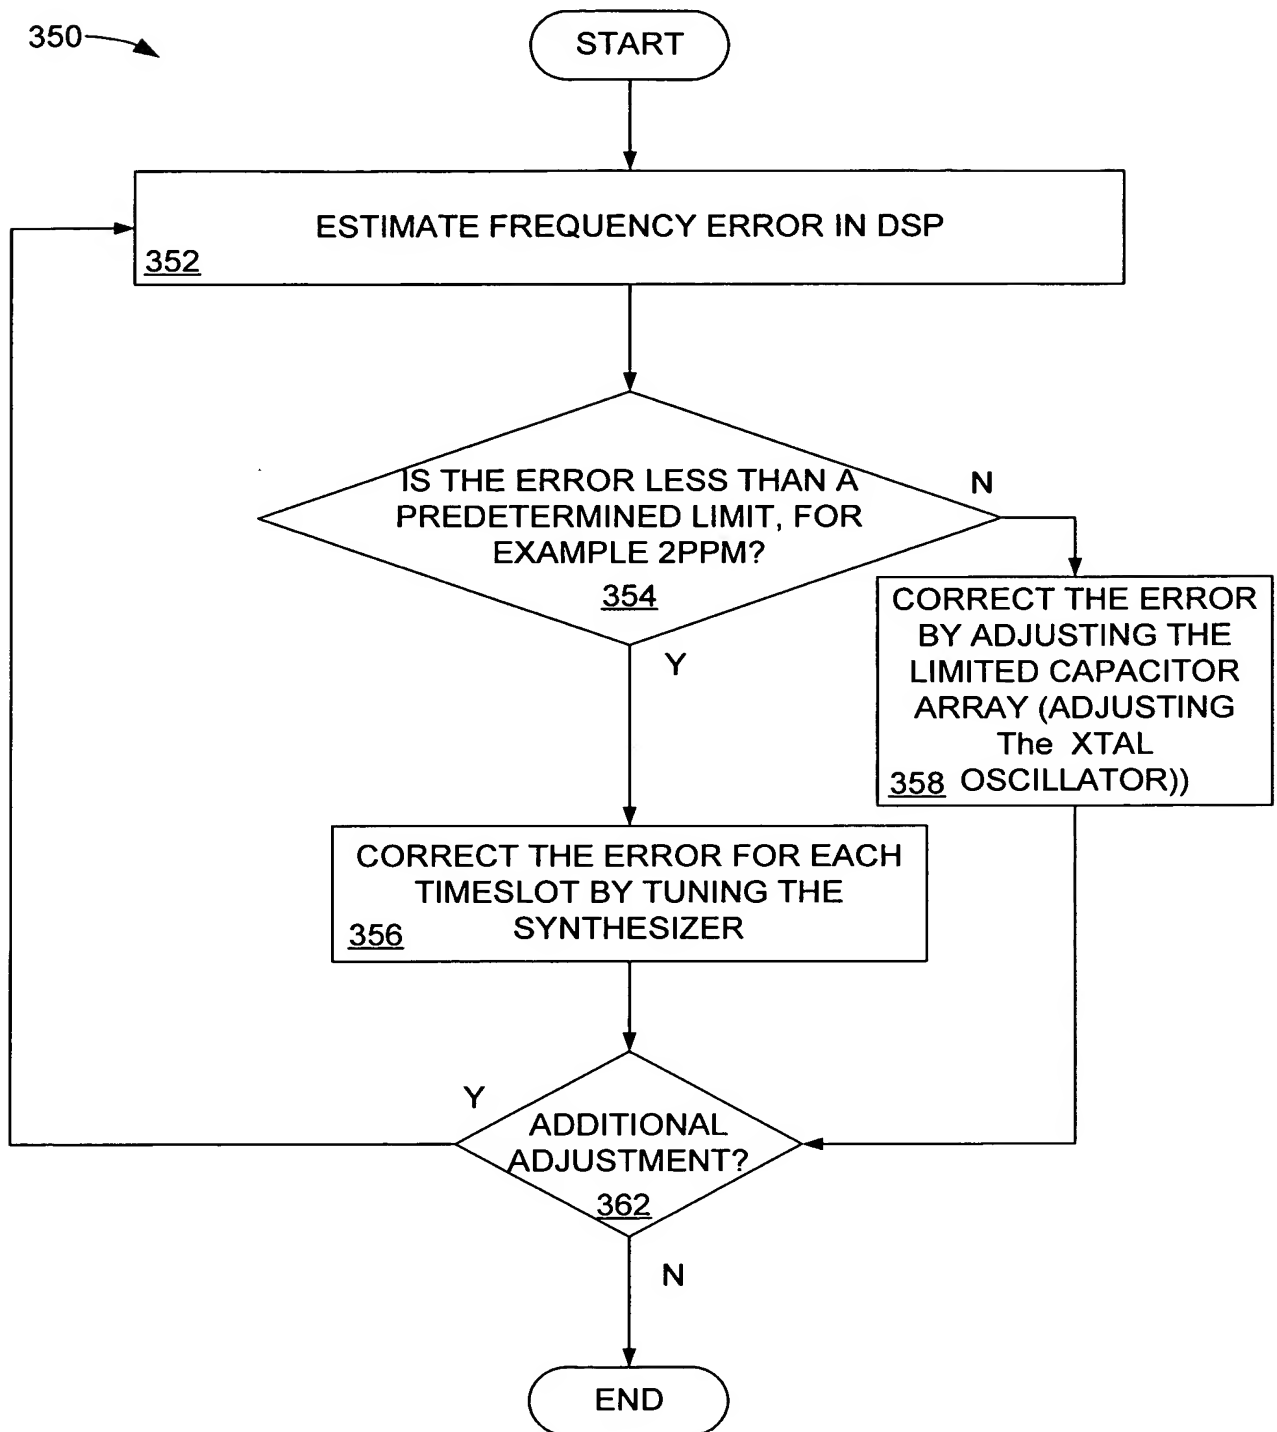 350
START
ESTIMATE FREQUENCY ERROR IN DSP
352
IS THE ERROR LESS THAN A
PREDETERMINED LIMIT, FOR
EXAMPLE 2PPM?
354
N
Y
CORRECT THE ERROR
BY ADJUSTING THE
LIMITED CAPACITOR
ARRAY (ADJUSTING
The XTAL
358 OSCILLATOR))
CORRECT THE ERROR FOR EACH
TIMESLOT BY TUNING THE
SYNTHESIZER
356
Y
ADDITIONAL
ADJUSTMENT?
362
N
END